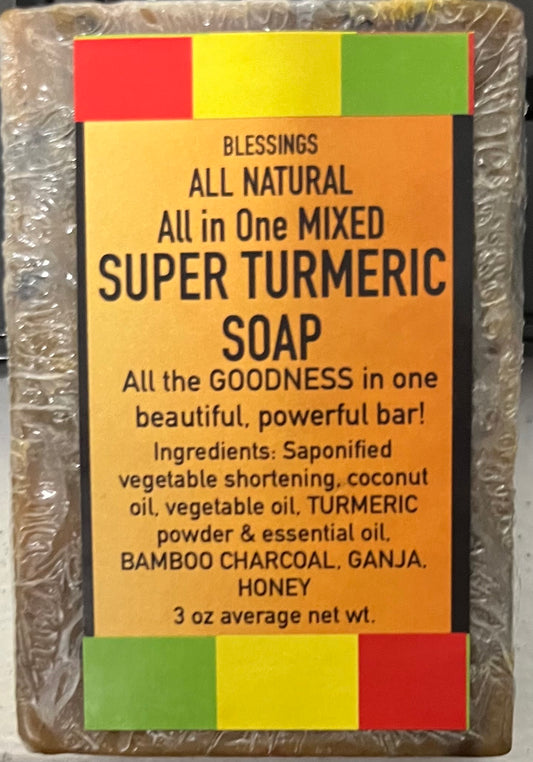 BLESSINGS
ALL NATURAL
All in One MIXED
SUPER TURMERIC
SOAP
All the GOODNESS in one
beautiful, powerful bar!
Ingredients: Saponified
vegetable shortening, coconut
oil, vegetable oil, TURMERIC
powder & essential oil,
BAMBOO CHARCOAL, GANJA,
HONEY
3 oz average net wt.